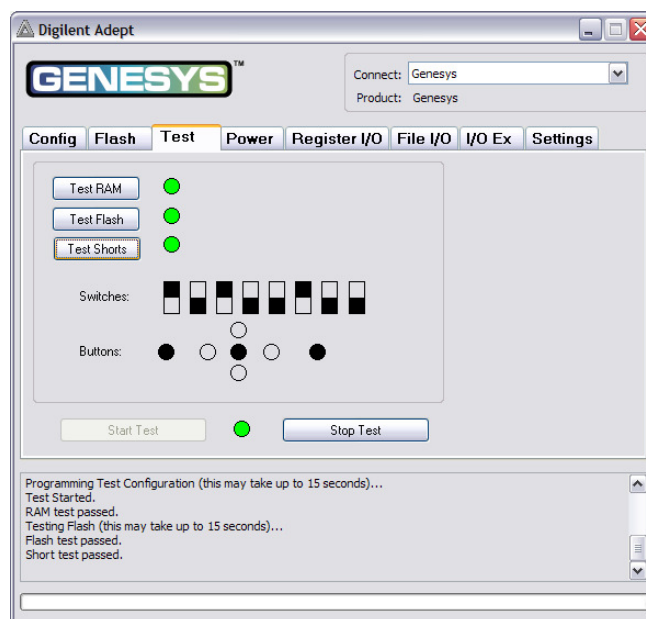 Digilent Adept
GENESYS™
Connect: Genesys
Product: Genesys
Config Flash Test Power Register I/O File I/O I/O Ex Settings
Test RAM
Test Flash
Test Shorts
Switches:
Buttons:
Start Test
Stop Test
Programming Test Configuration (this may take up to 15 seconds)...
Test Started.
RAM test passed.
Testing Flash (this may take up to 15 seconds)...
Flash test passed.
Short test passed.